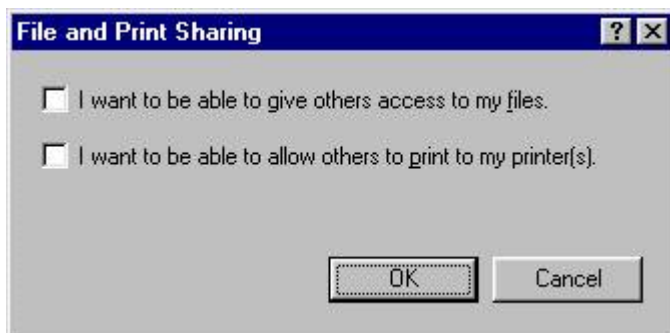 File and Print Sharing
I want to be able to give others access to my files.
I want to be able to allow others to print to my printer(s).
OK
Cancel